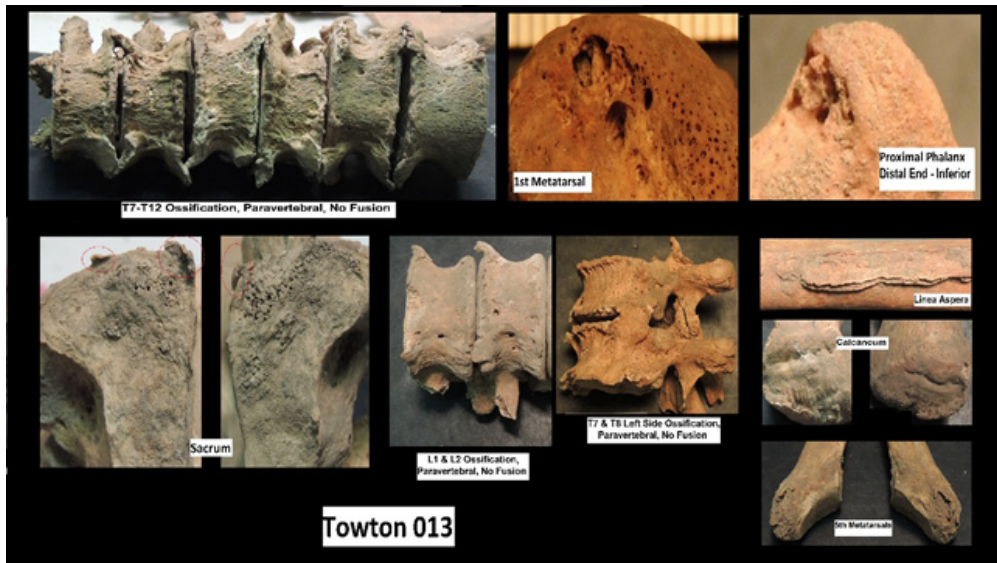 T7-T12 Ossification, Paravertebral, No Fusion
1st Metatarsal
Proximal Phalanx
Distal End - Inferior
Sacrum
L1 & L2 Ossification,
Paravertebral, No Fusion
T7 & T8 Left Side Ossification,
Paravertebral, No Fusion
Linea Aspera
Calcaneum
5th Metatarsals
Towton 013